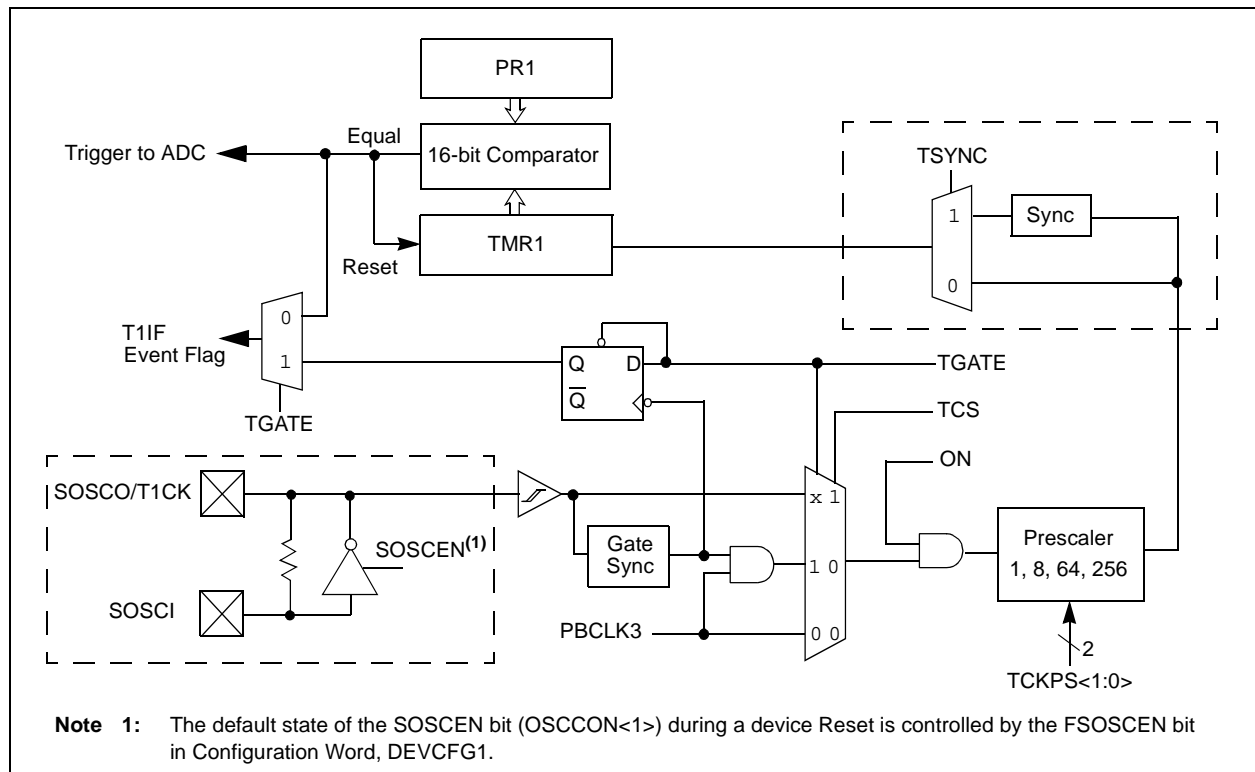 PR1
Equal
Trigger to ADC
16-bit Comparator
TSYNC
1
Sync
TMR1
Reset
0
0
T1IF
Event Flag
1
Q
D
TGATE
Q
TCS
TGATE
ON
SOSCO/T1CK
x 1
SOSCEN(1)
Gate
Sync
1 0
Prescaler
1, 8, 64, 256
SOSCI
PBCLK3
0 0
2
TCKPS<1:0>
Note 1: The default state of the SOSCEN bit (OSCCON<1>) during a device Reset is controlled by the FSOSCEN bit
in Configuration Word, DEVCFG1.